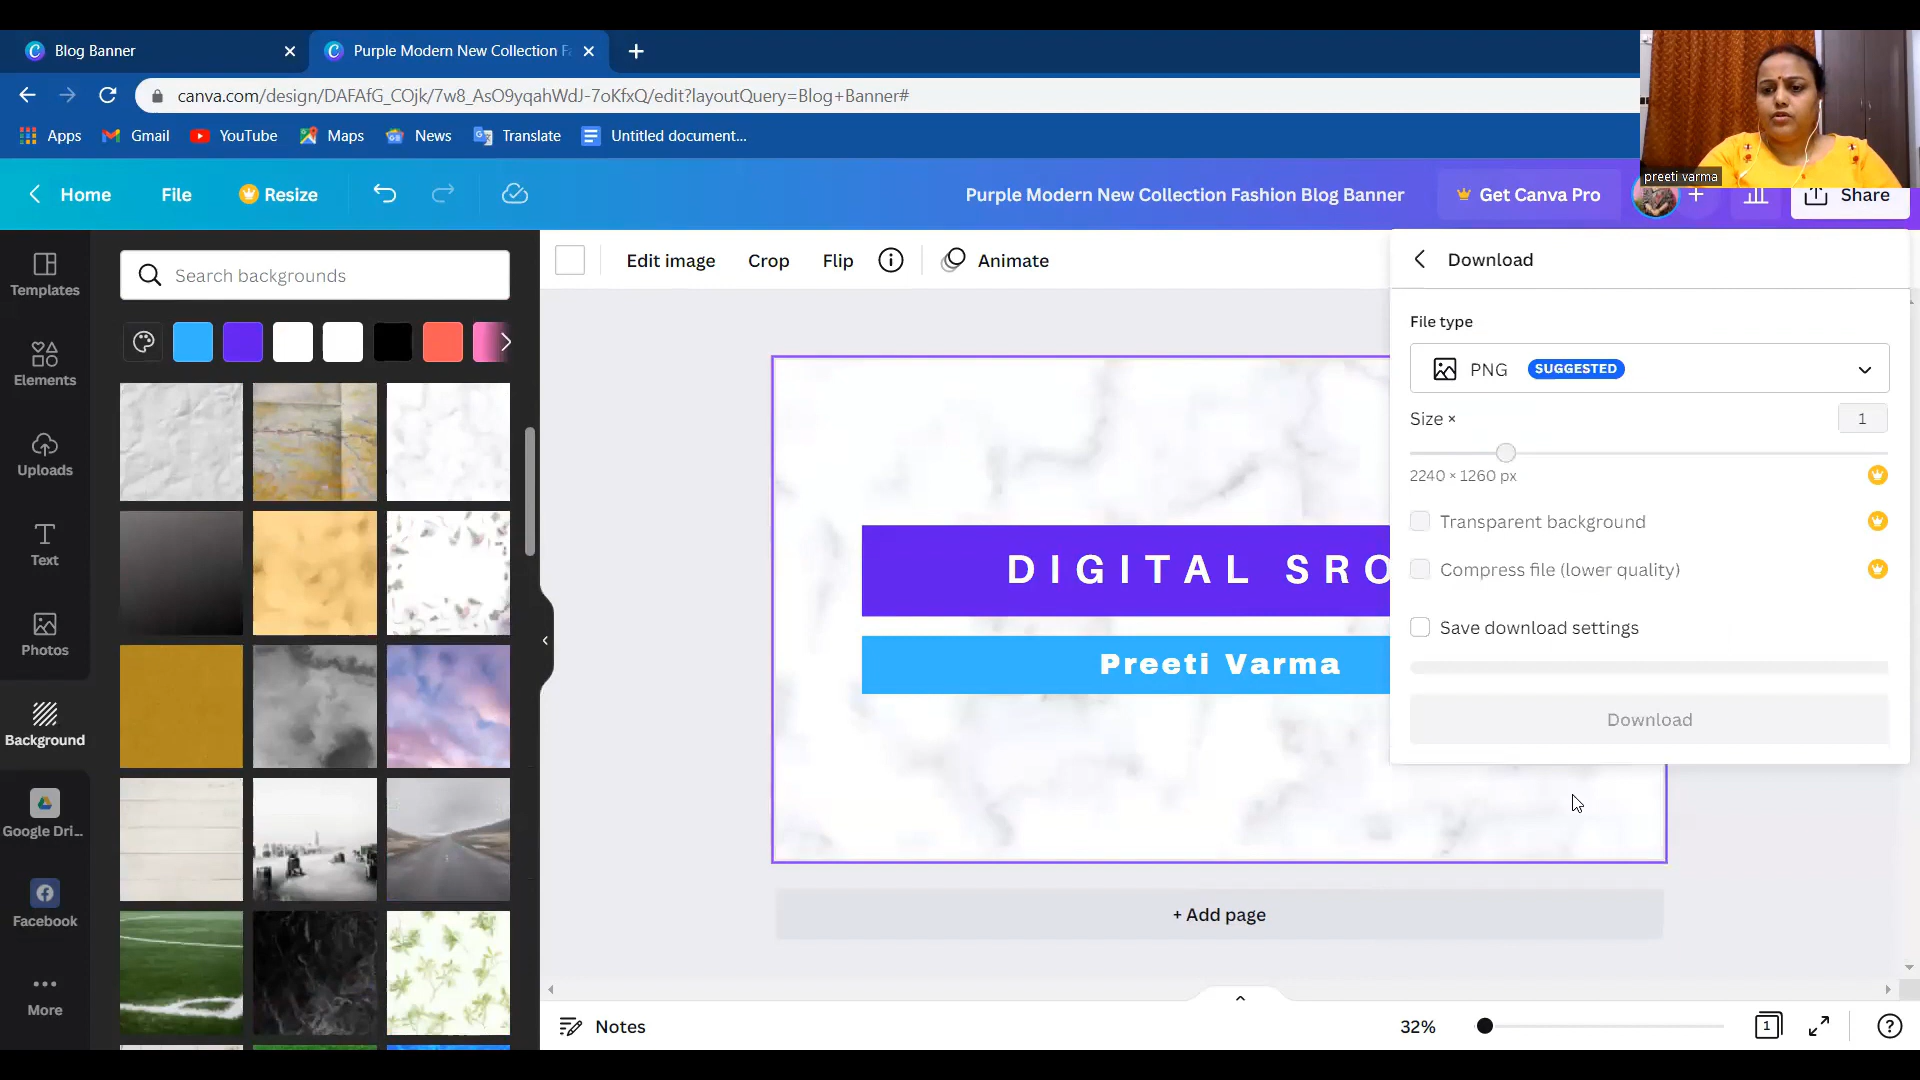 Blog Banner
Purple Modern New Collection F
canva.com/design/DAFAfG_COjk/7w8_AsO9yqahWdJ-7oKfxQ/edit?layoutQuery=Blog+Banner#
Apps Gmail YouTube Maps News Translate Untitled document...
preeti varma
Home File Resize Purple Modern New Collection Fashion Blog Banner Get Canva Pro Share
Templates
Elements
Uploads
Text
Photos
Background
Google Dri...
Facebook
More
Search backgrounds
Edit image Crop Flip Animate
DIGITAL SRO
Preeti Varma
+ Add page
Download
File type
PNG SUGGESTED
Size × 1
2240 × 1260 px
Transparent background
Compress file (lower quality)
Save download settings
Download
Notes 32% 1